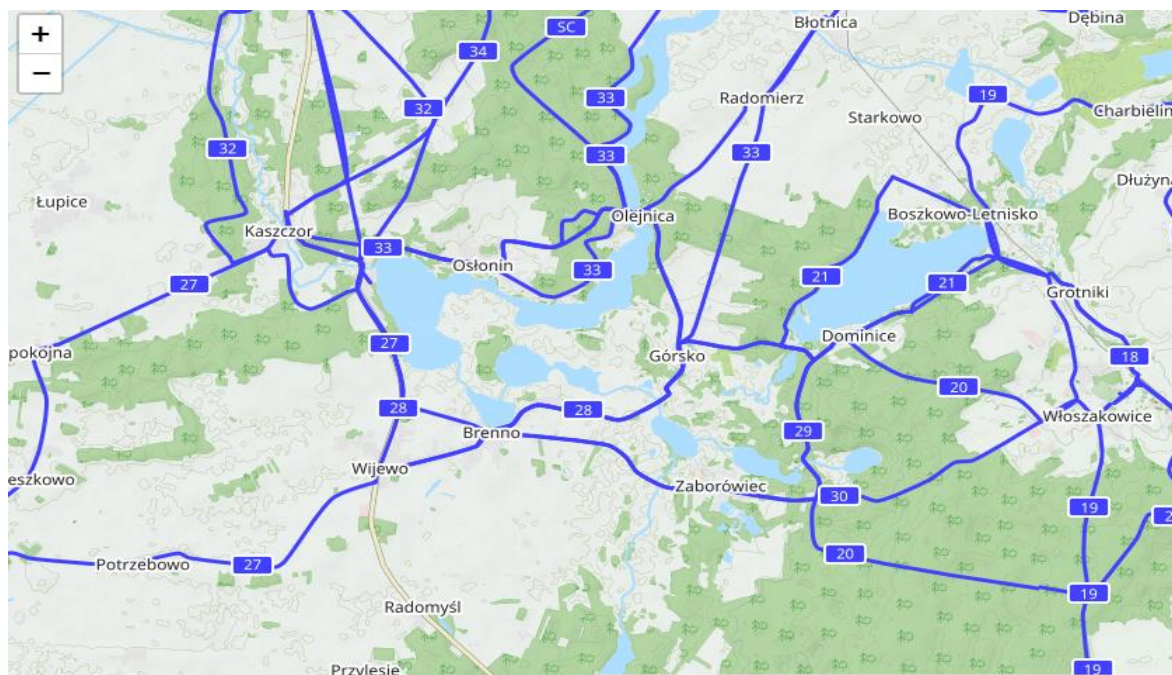 +
−
SC
Błotnica
Dębina
34
33
Radomierz
19
Charbielin
32
Starkowo
32
33
33
Dłużyna
Łupice
Olejnica
Boszkowo-Letnisko
Kaszczor
33
Osłonin
33
21
21
27
Grotniki
Dominice
27
pokojna
Górsko
18
20
28
28
Włoszakowice
Brenno
29
Wijewo
eszkowo
Zaborówiec
30
19
2
Potrzebowo
27
20
19
Radomyśl
Przylesie
19